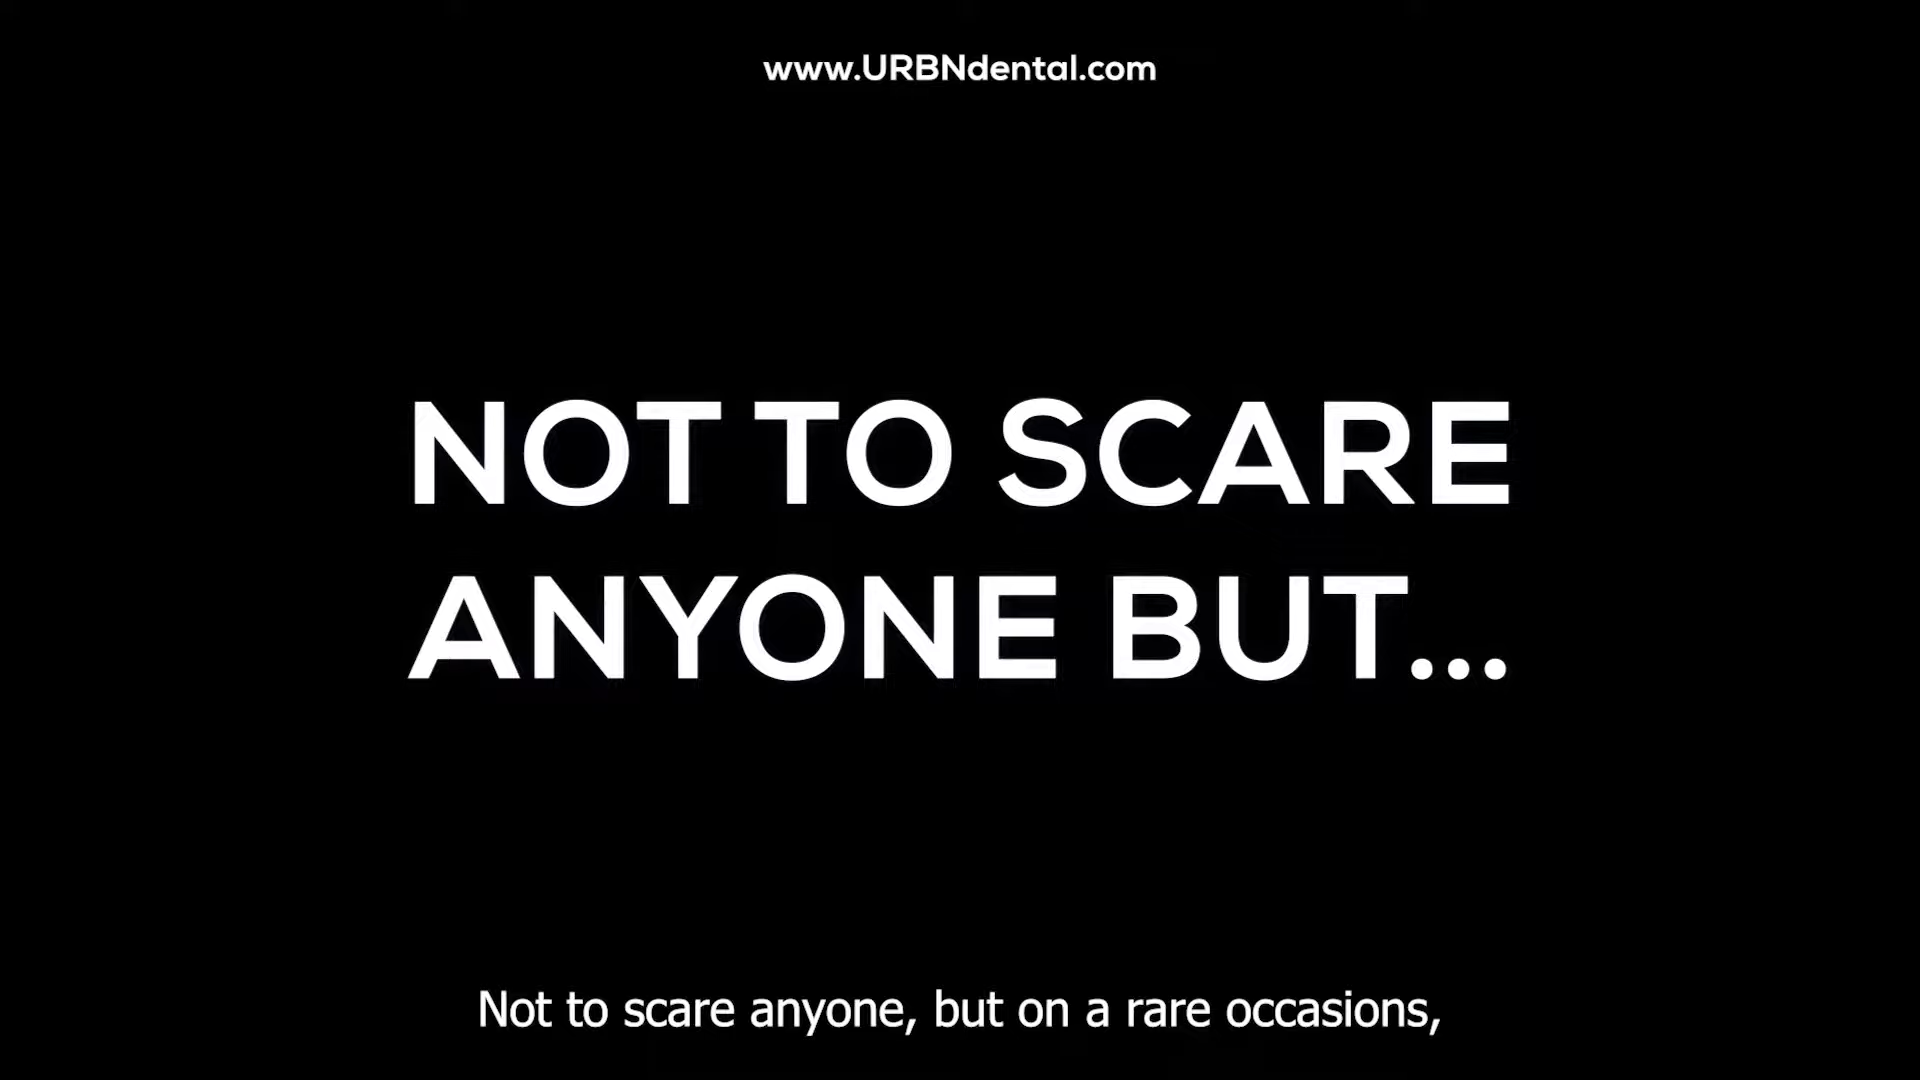 www.URBNdental.com
NOT TO SCARE
ANYONE BUT...
Not to scare anyone, but on a rare occasions,